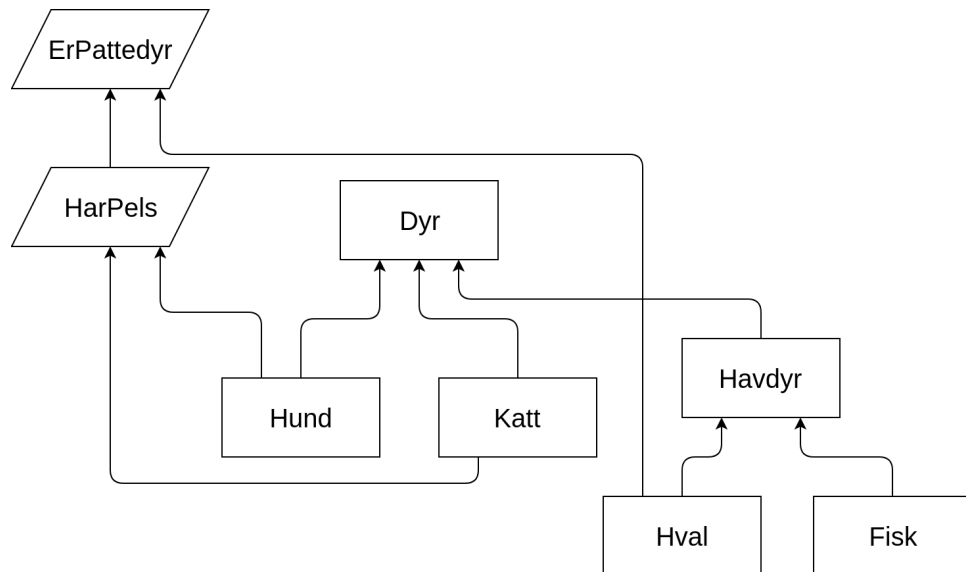 ErPattedyr
HarPels
Dyr
Havdyr
Hund
Katt
Hval
Fisk